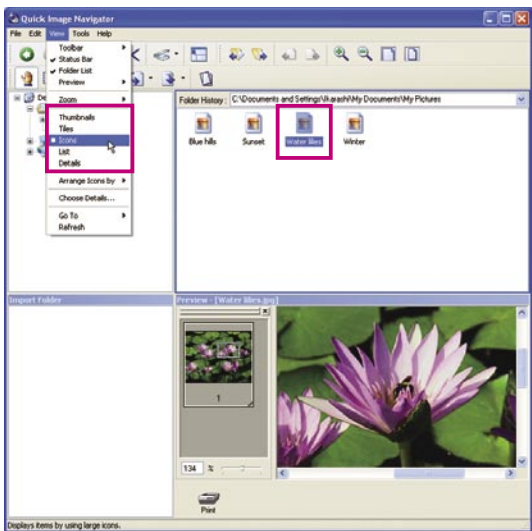 Quick Image Navigator
File Edit View Tools Help
Toolbar
Status Bar
Folder List
Preview
Zoom
Thumbnails
Tiles
Icons
List
Details
Arrange Icons by
Choose Details...
Go To
Refresh
De
Folder History: C:\Documents and Settings\Ikarashi\My Documents\My Pictures
Blue hills Sunset Water lilies Winter
Import Folder
Preview - [Water lilies.jpg]
1
134 %
Print
Displays items by using large icons.